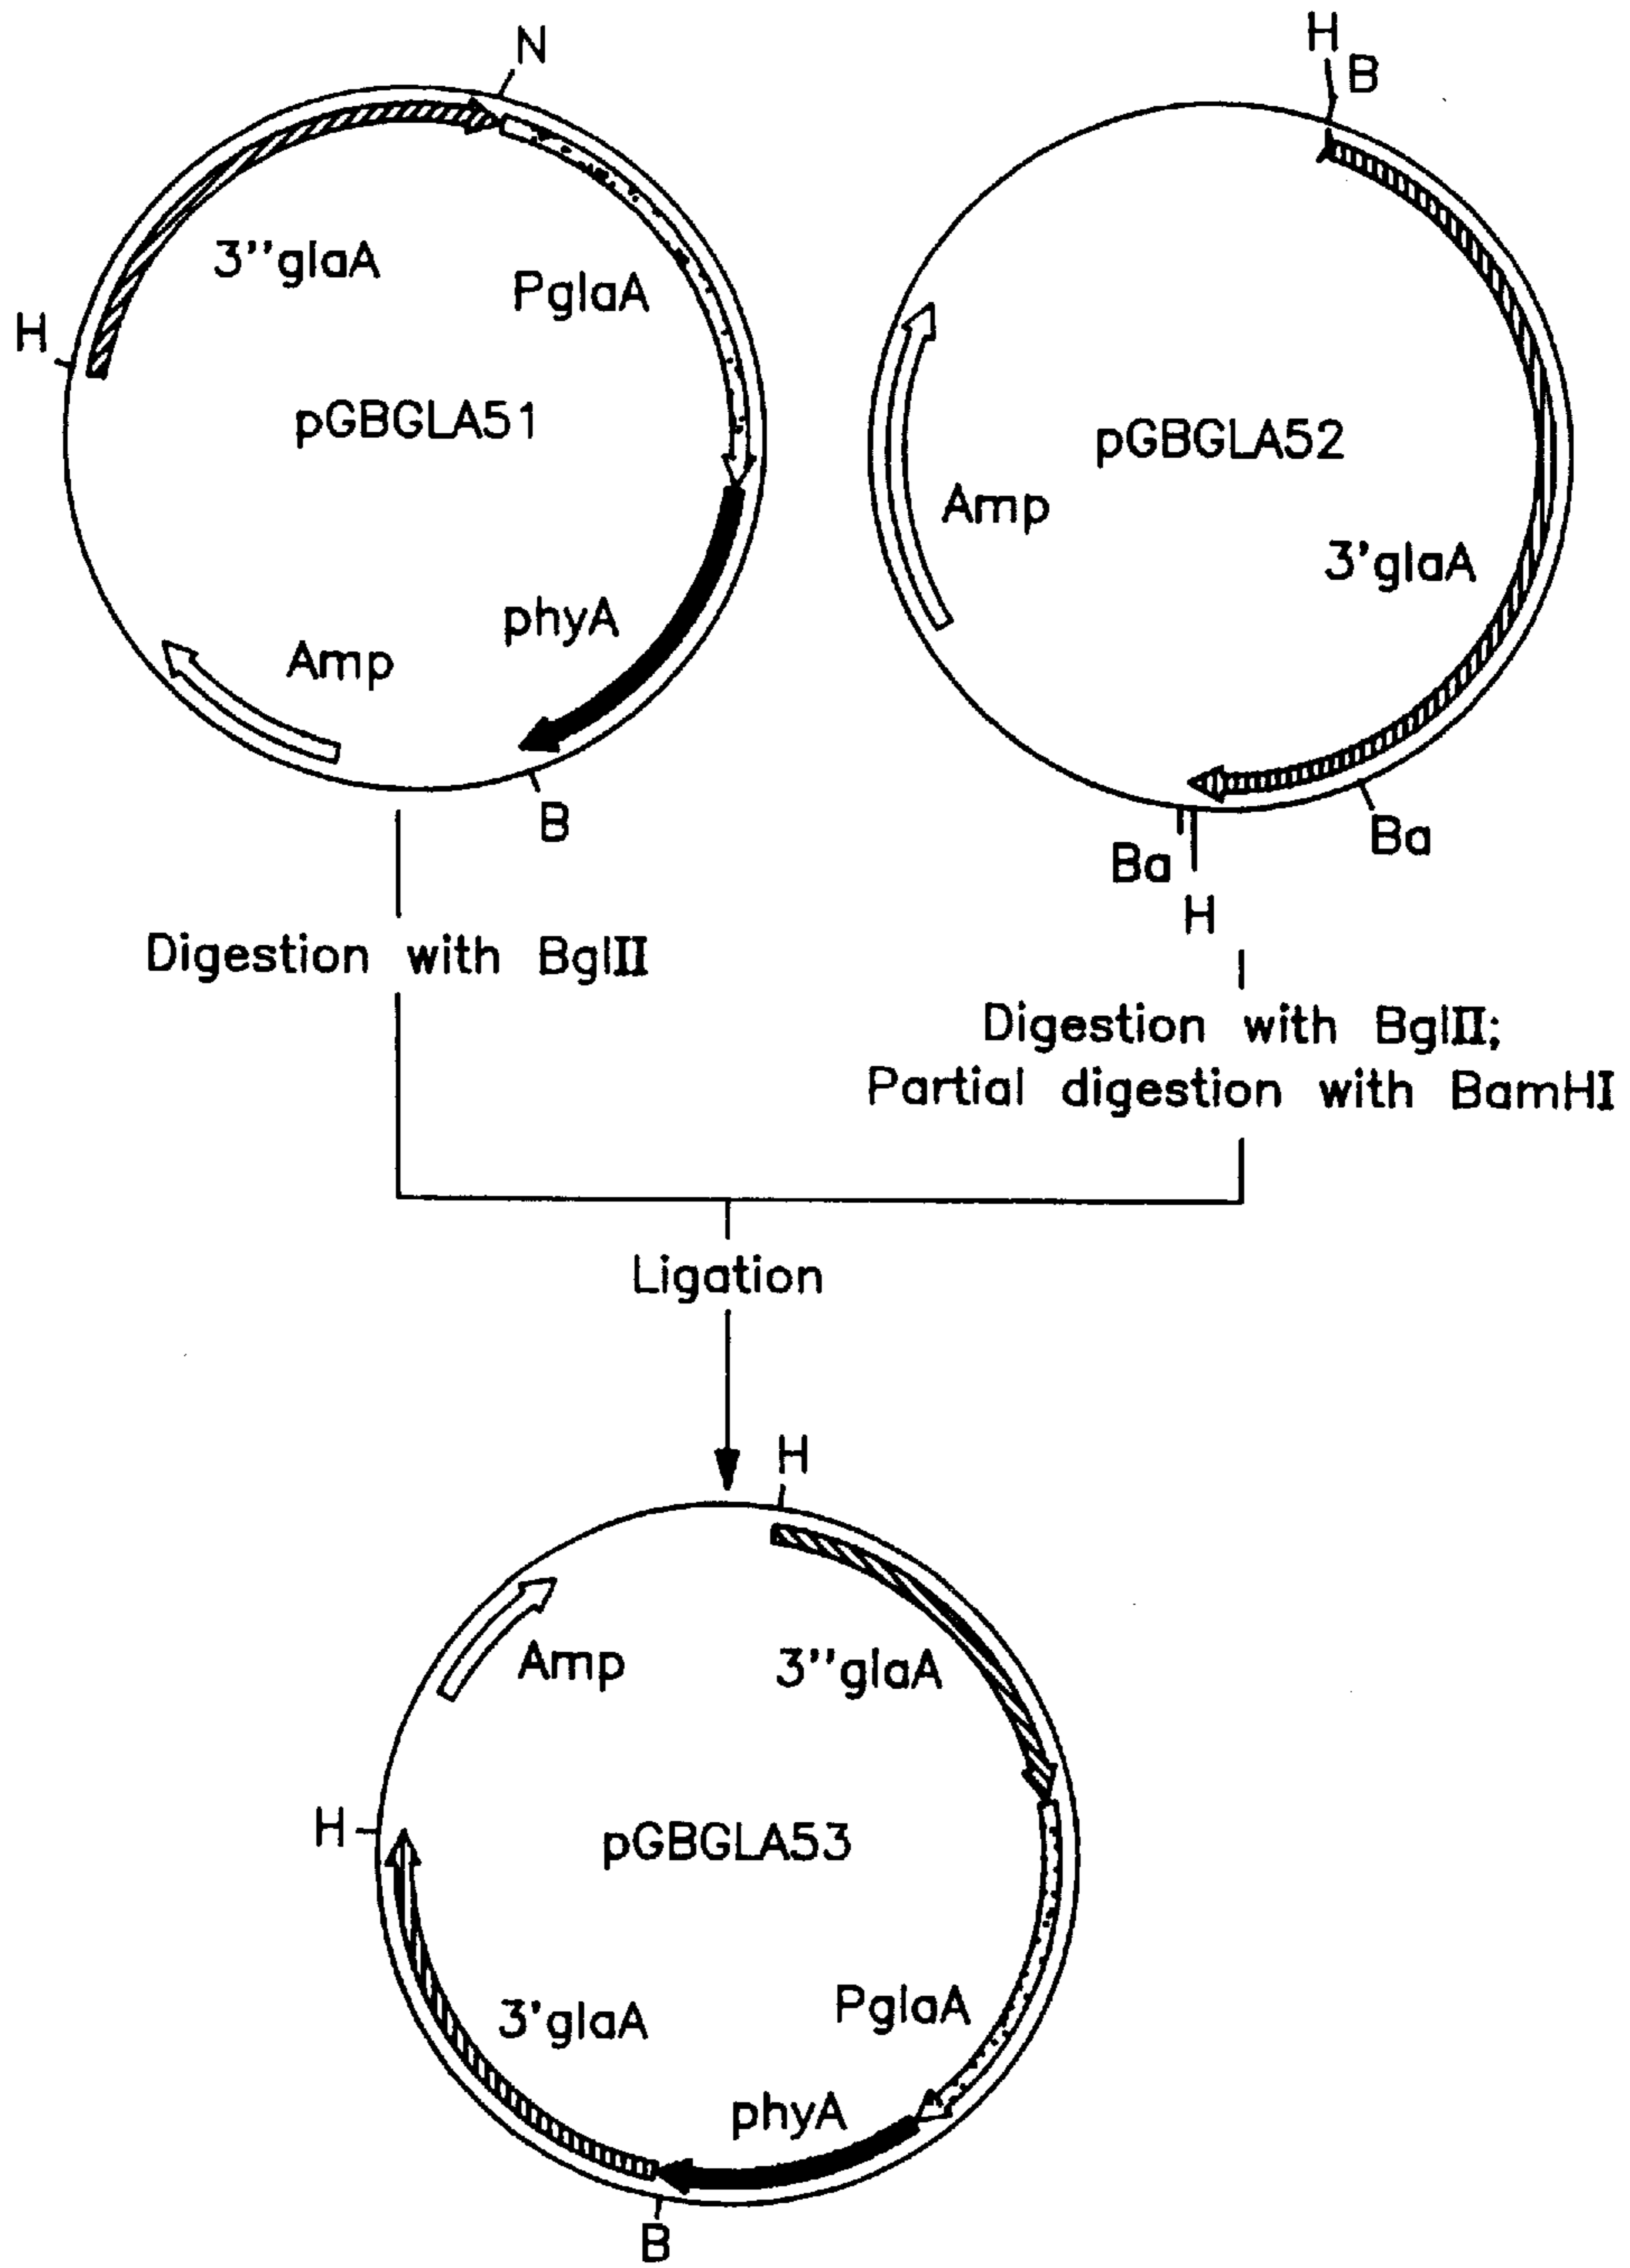 N
3''glaA
PglaA
H
pGBGLA51
phyA
Amp
B
H
B
pGBGLA52
Amp
3'glaA
Ba
Ba
H
Digestion with BglII
Digestion with BglII;
Partial digestion with BamHI
Ligation
H
Amp
3''glaA
H
pGBGLA53
3'glaA
PglaA
phyA
B